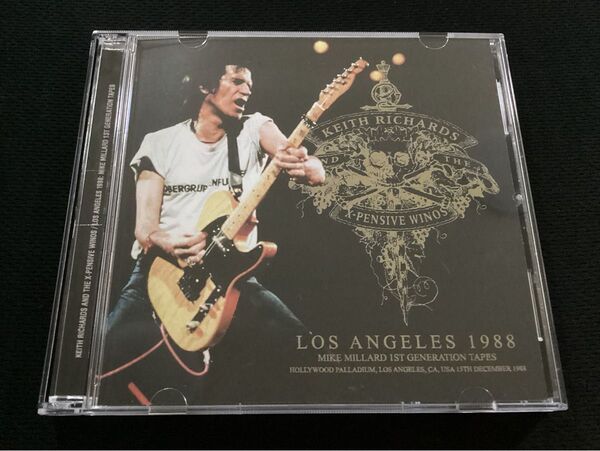 KEITH RICHARDS AND THE X-PENSIVE WINOS / LOS ANGELES 1988: MIKE MILLARD 1ST GENERATION TAPES
KEITH RICHARDS
ND THE
X-PENSIVE WINOS
LOS ANGELES 1988
MIKE MILLARD 1ST GENERATION TAPES
HOLLYWOOD PALLADIUM, LOS ANGELES, CA, USA 15TH DECEMBER 1988